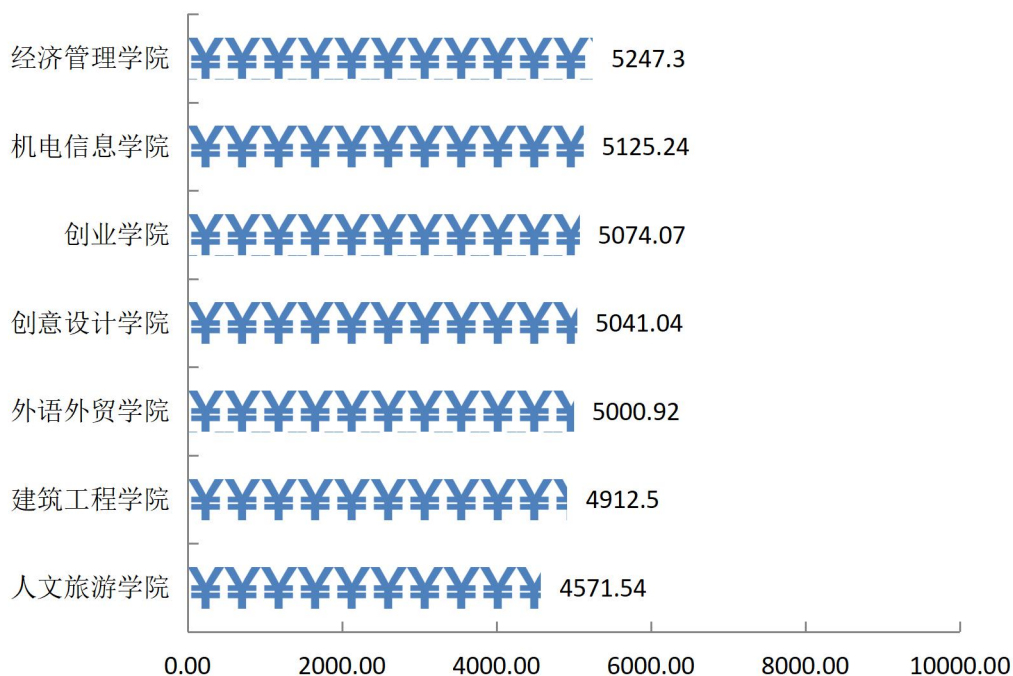 经济管理学院 5247.3
机电信息学院 5125.24
创业学院 5074.07
创意设计学院 5041.04
外语外贸学院 5000.92
建筑工程学院 4912.5
人文旅游学院 4571.54
0.00 2000.00 4000.00 6000.00 8000.00 10000.00